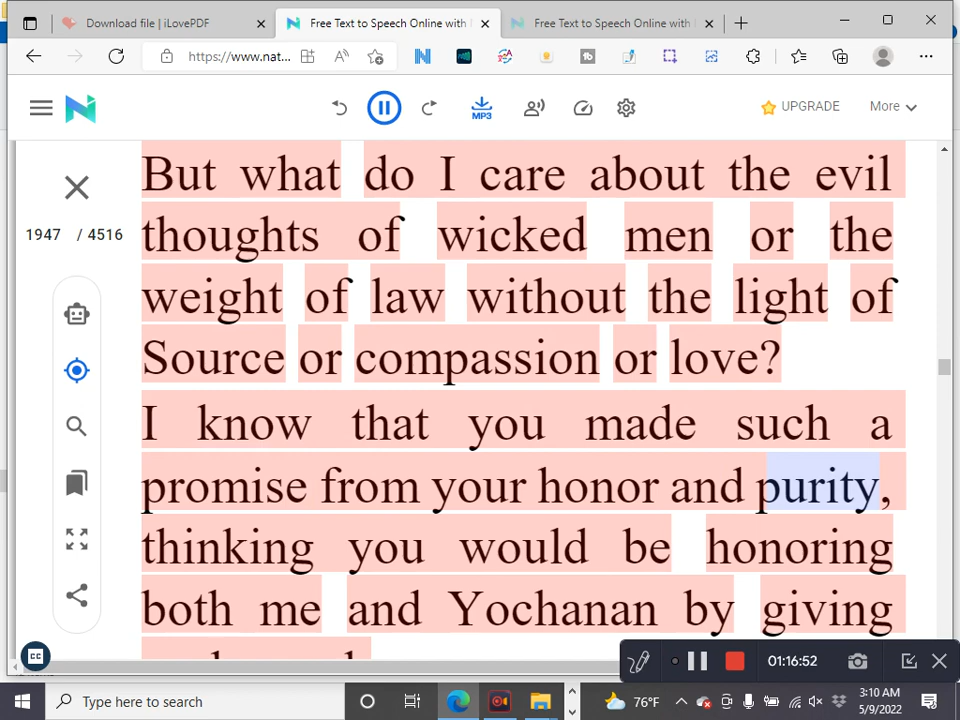 Download file | iLovePDF
Free Text to Speech Online with
Free Text to Speech Online with
https://www.nat...
MP3
UPGRADE
More
1947 / 4516
But what do I care about the evil
thoughts of wicked men or the
weight of law without the light of
Source or compassion or love?
I know that you made such a
promise from your honor and purity,
thinking you would be honoring
both me and Yochanan by giving
01:16:52
Type here to search
76°F
3:10 AM
5/9/2022